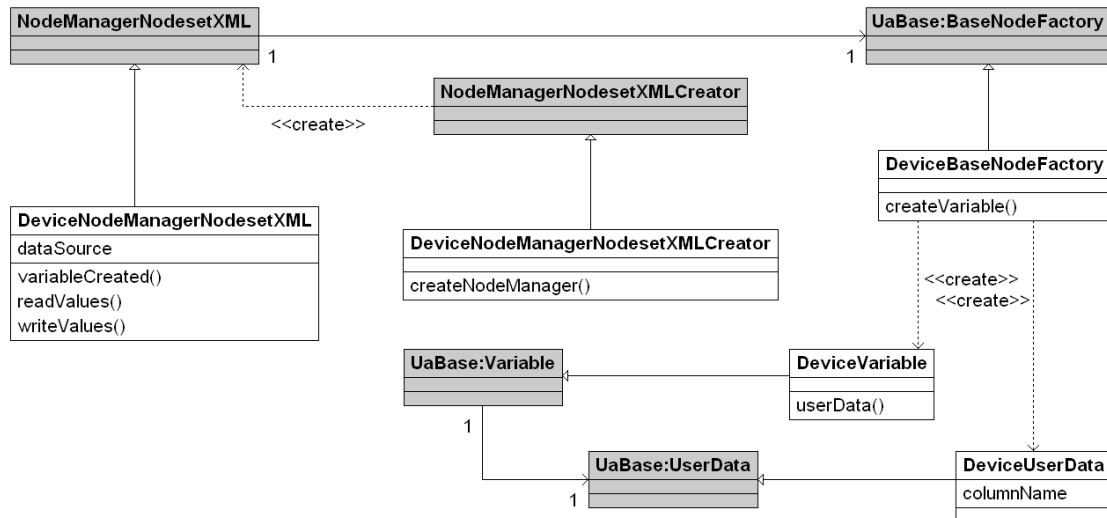 NodeManagerNodesetXML
UaBase:BaseNodeFactory
1
1
NodeManagerNodesetXMLCreator
<<create>>
DeviceBaseNodeFactory
createVariable()
DeviceNodeManagerNodesetXML
dataSource
variableCreated()
readValues()
writeValues()
DeviceNodeManagerNodesetXMLCreator
createNodeManager()
<<create>>
<<create>>
UaBase:Variable
DeviceVariable
userData()
1
UaBase:UserData
DeviceUserData
columnName
1